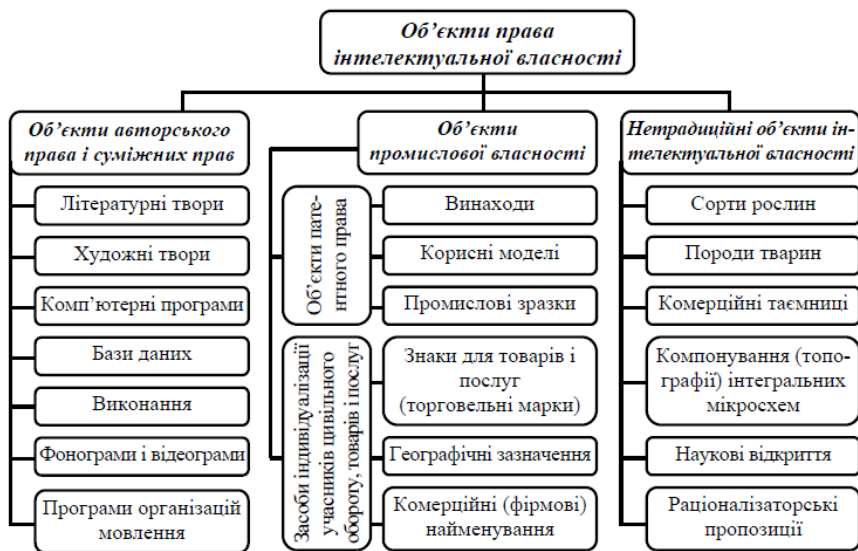 Об’єкти права
інтелектуальної власності
Об’єкти авторського
права і суміжних прав
Літературні твори
Художні твори
Комп’ютерні програми
Бази даних
Виконання
Фонограми і відеограми
Програми організацій
мовлення
Об’єкти
промислової власності
Об’єкти пате-
нтного права
Винаходи
Корисні моделі
Промислові зразки
Засоби індивідуалізації
учасників цивільного
обороту, товарів і послуг
Знаки для товарів і
послуг
(торговельні марки)
Географічні зазначення
Комерційні (фірмові)
найменування
Нетрадиційні об’єкти ін-
телектуальної власності
Сорти рослин
Породи тварин
Комерційні таємниці
Компонування (топо-
графії) інтегральних
мікросхем
Наукові відкриття
Раціоналізаторські
пропозиції